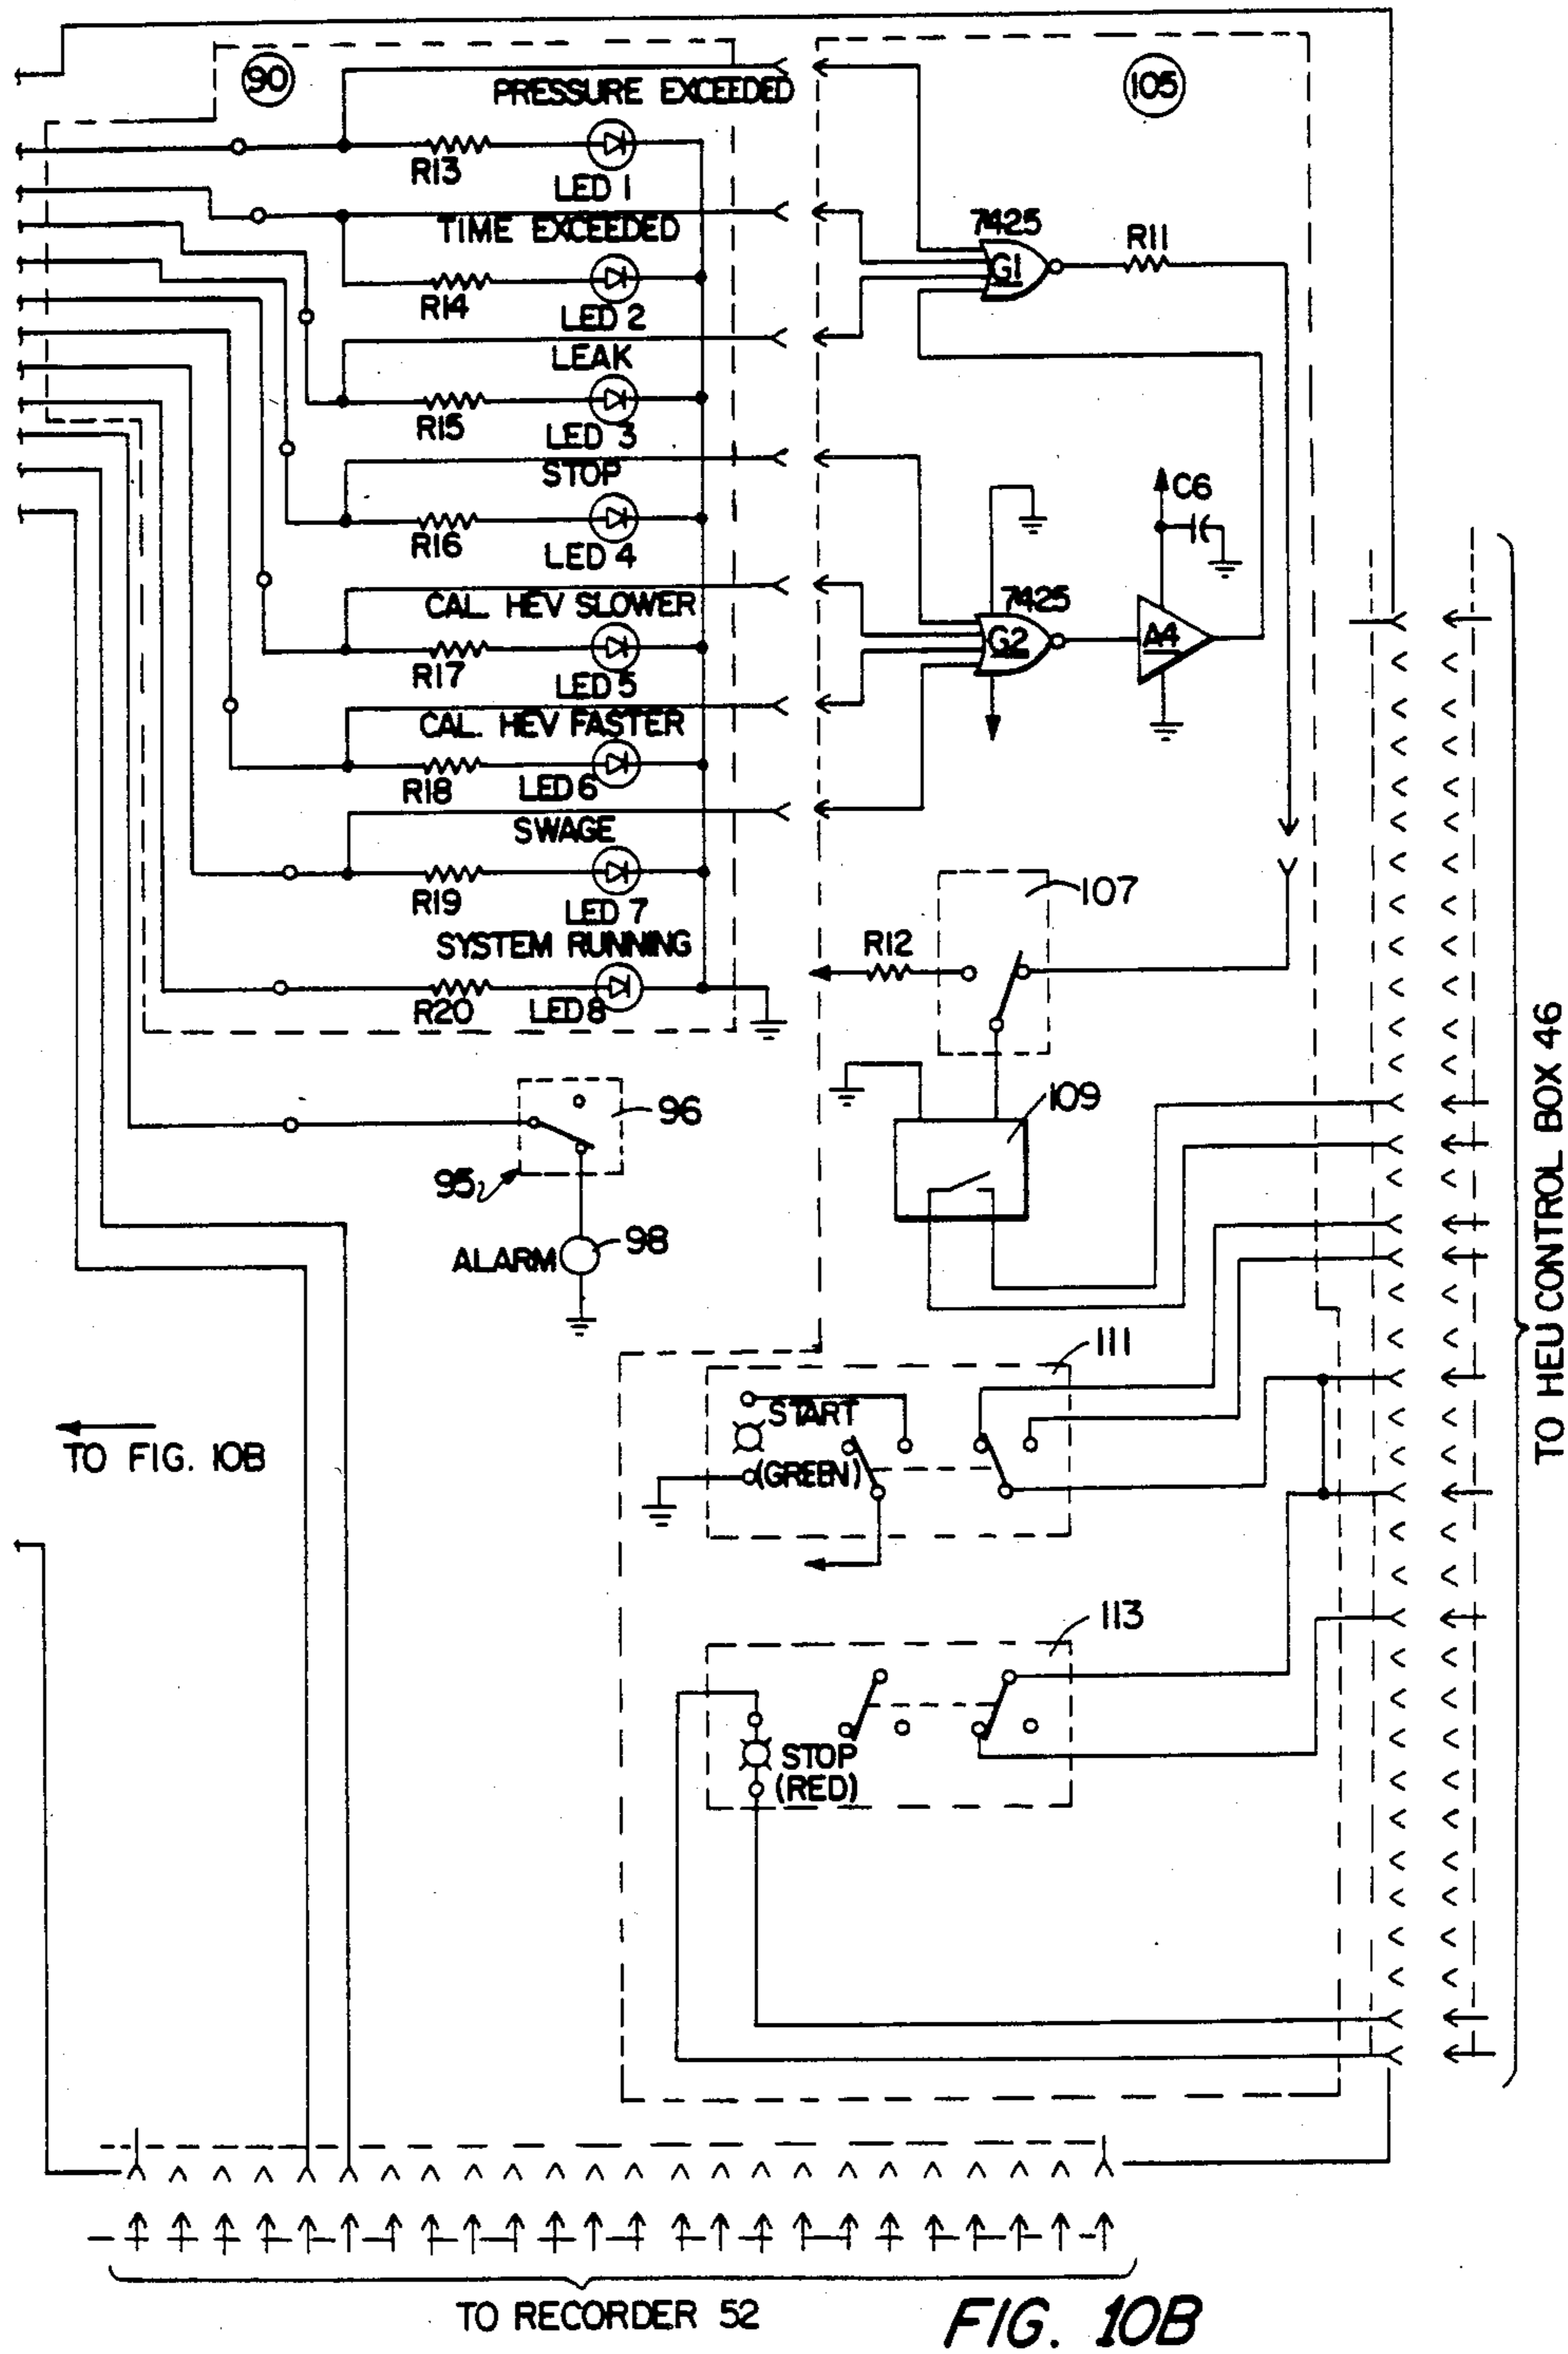 90
105
PRESSURE EXCEEDED
R13
LED 1
7425
R11
TIME EXCEEDED
G1
R14
LED 2
LEAK
R15
LED 3
STOP
C6
R16
LED 4
CAL. HEV SLOWER
7425
G2
A4
R17
LED 5
CAL. HEV FASTER
R18
LED 6
SWAGE
R19
LED 7
107
SYSTEM RUNNING
R12
R20
LED 8
109
96
95
ALARM
98
111
START
(GREEN)
TO FIG. 10B
113
STOP
(RED)
TO HEU CONTROL BOX 46
TO RECORDER 52
FIG. 10B